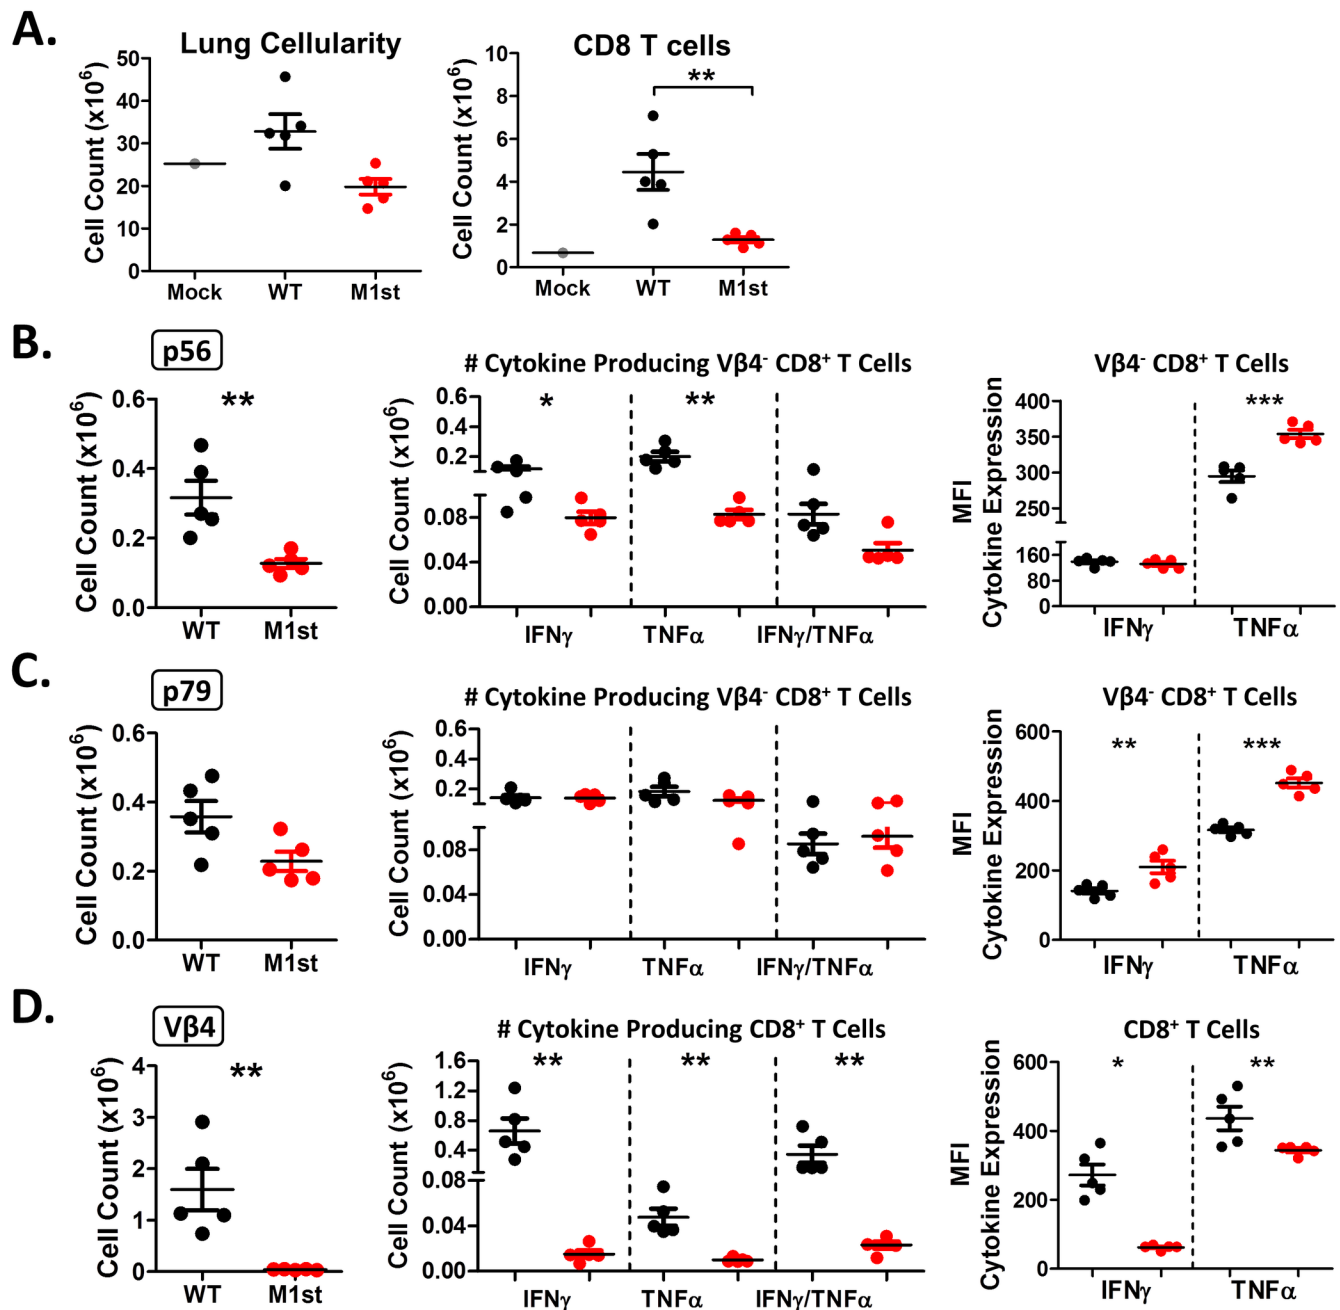 A.
Lung Cellularity
Cell Count (x10⁶)
50
40
30
20
10
0
Mock WT M1st
CD8 T cells
Cell Count (x10⁶)
10
8
6
4
2
0
**
Mock WT M1st
B.
p56
Cell Count (x10⁶)
0.6
0.4
0.2
0.0
**
WT M1st
# Cytokine Producing Vβ4⁻ CD8⁺ T Cells
Cell Count (x10⁶)
0.6
0.4
0.2
0.08
0.04
0.00
* **
IFNγ TNFα IFNγ/TNFα
Vβ4⁻ CD8⁺ T Cells
MFI
Cytokine Expression
400
350
300
250
160
80
0
***
IFNγ TNFα
C.
p79
Cell Count (x10⁶)
0.6
0.4
0.2
0.0
WT M1st
# Cytokine Producing Vβ4⁻ CD8⁺ T Cells
Cell Count (x10⁶)
0.6
0.4
0.2
0.08
0.04
0.00
IFNγ TNFα IFNγ/TNFα
Vβ4⁻ CD8⁺ T Cells
MFI
Cytokine Expression
600
400
200
0
** ***
IFNγ TNFα
D.
Vβ4
Cell Count (x10⁶)
4
3
2
1
0
**
WT M1st
# Cytokine Producing CD8⁺ T Cells
Cell Count (x10⁶)
1.6
1.2
0.8
0.4
0.08
0.04
0.00
** ** **
IFNγ TNFα IFNγ/TNFα
CD8⁺ T Cells
MFI
Cytokine Expression
600
400
200
0
* **
IFNγ TNFα